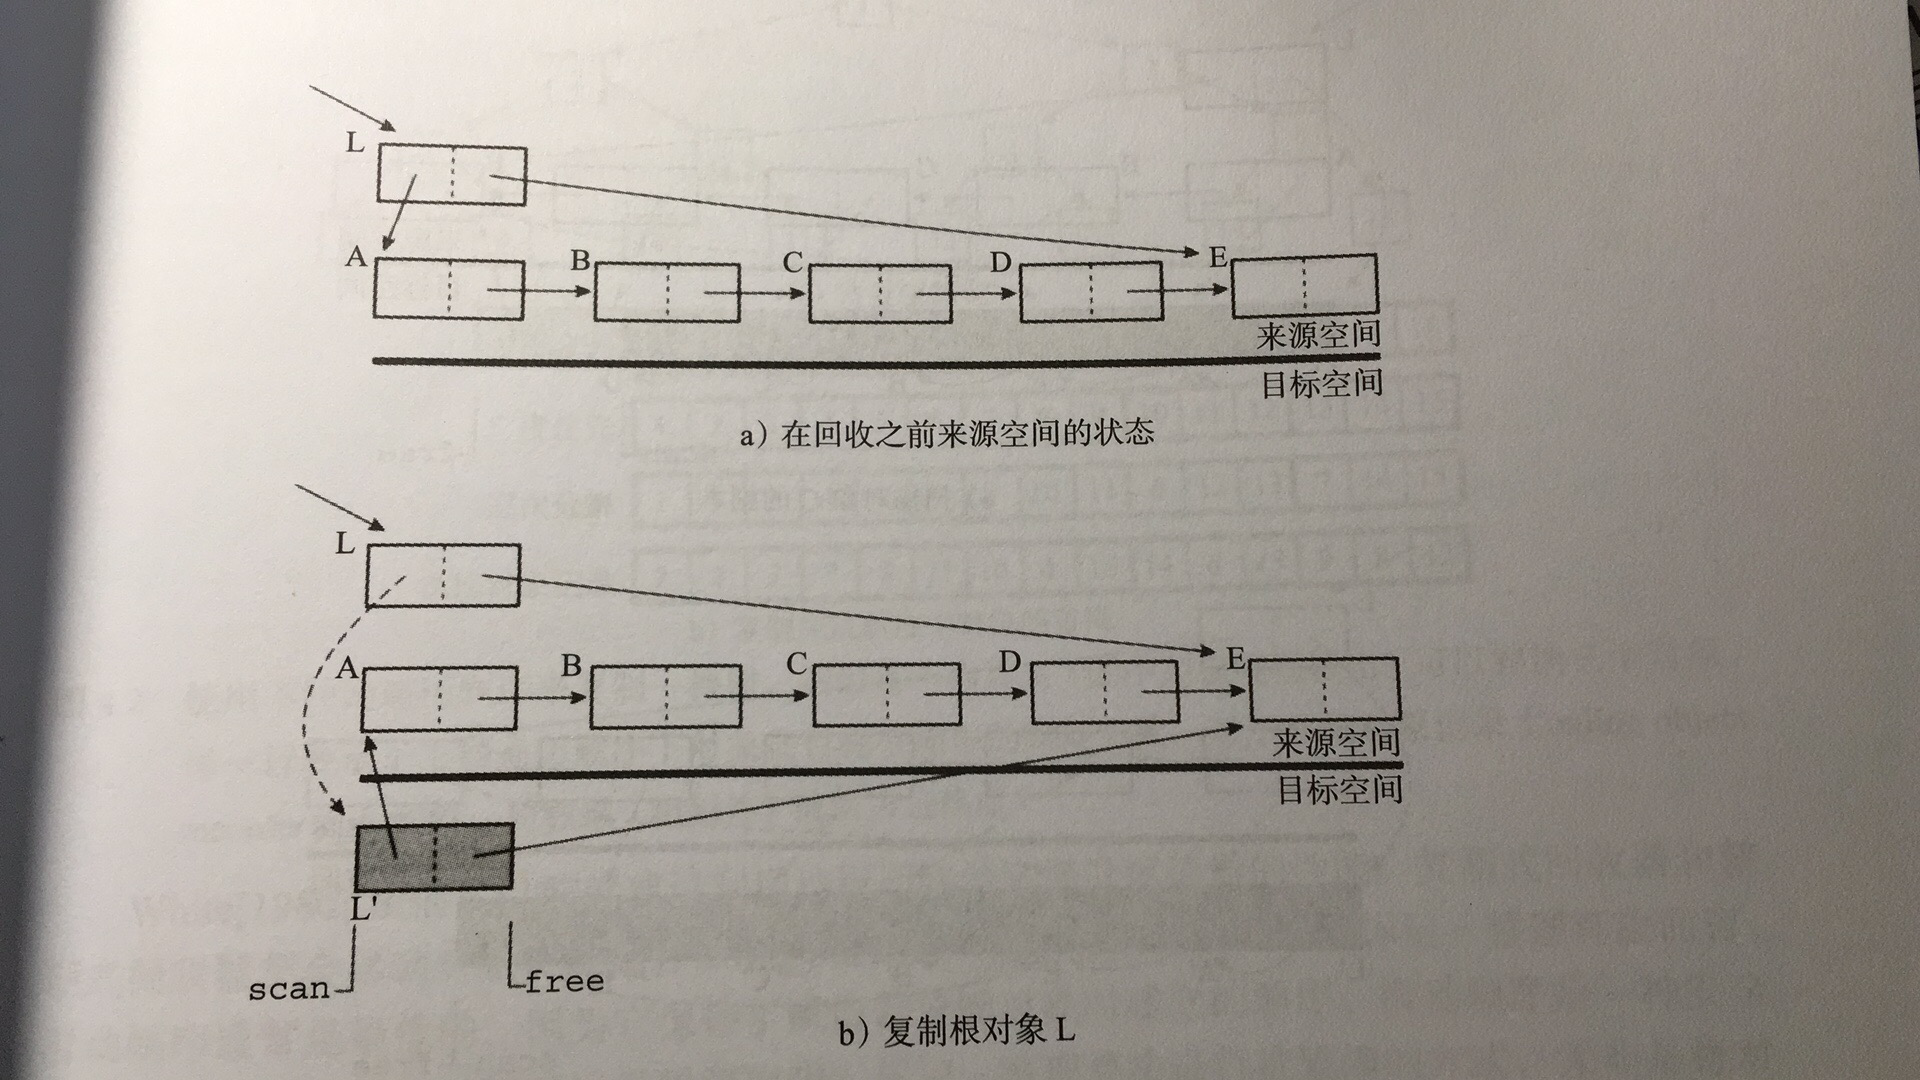 L
A B C D E
来源空间
目标空间
a）在回收之前来源空间的状态
L
A B C D E
来源空间
目标空间
L'
scan free
b）复制根对象 L